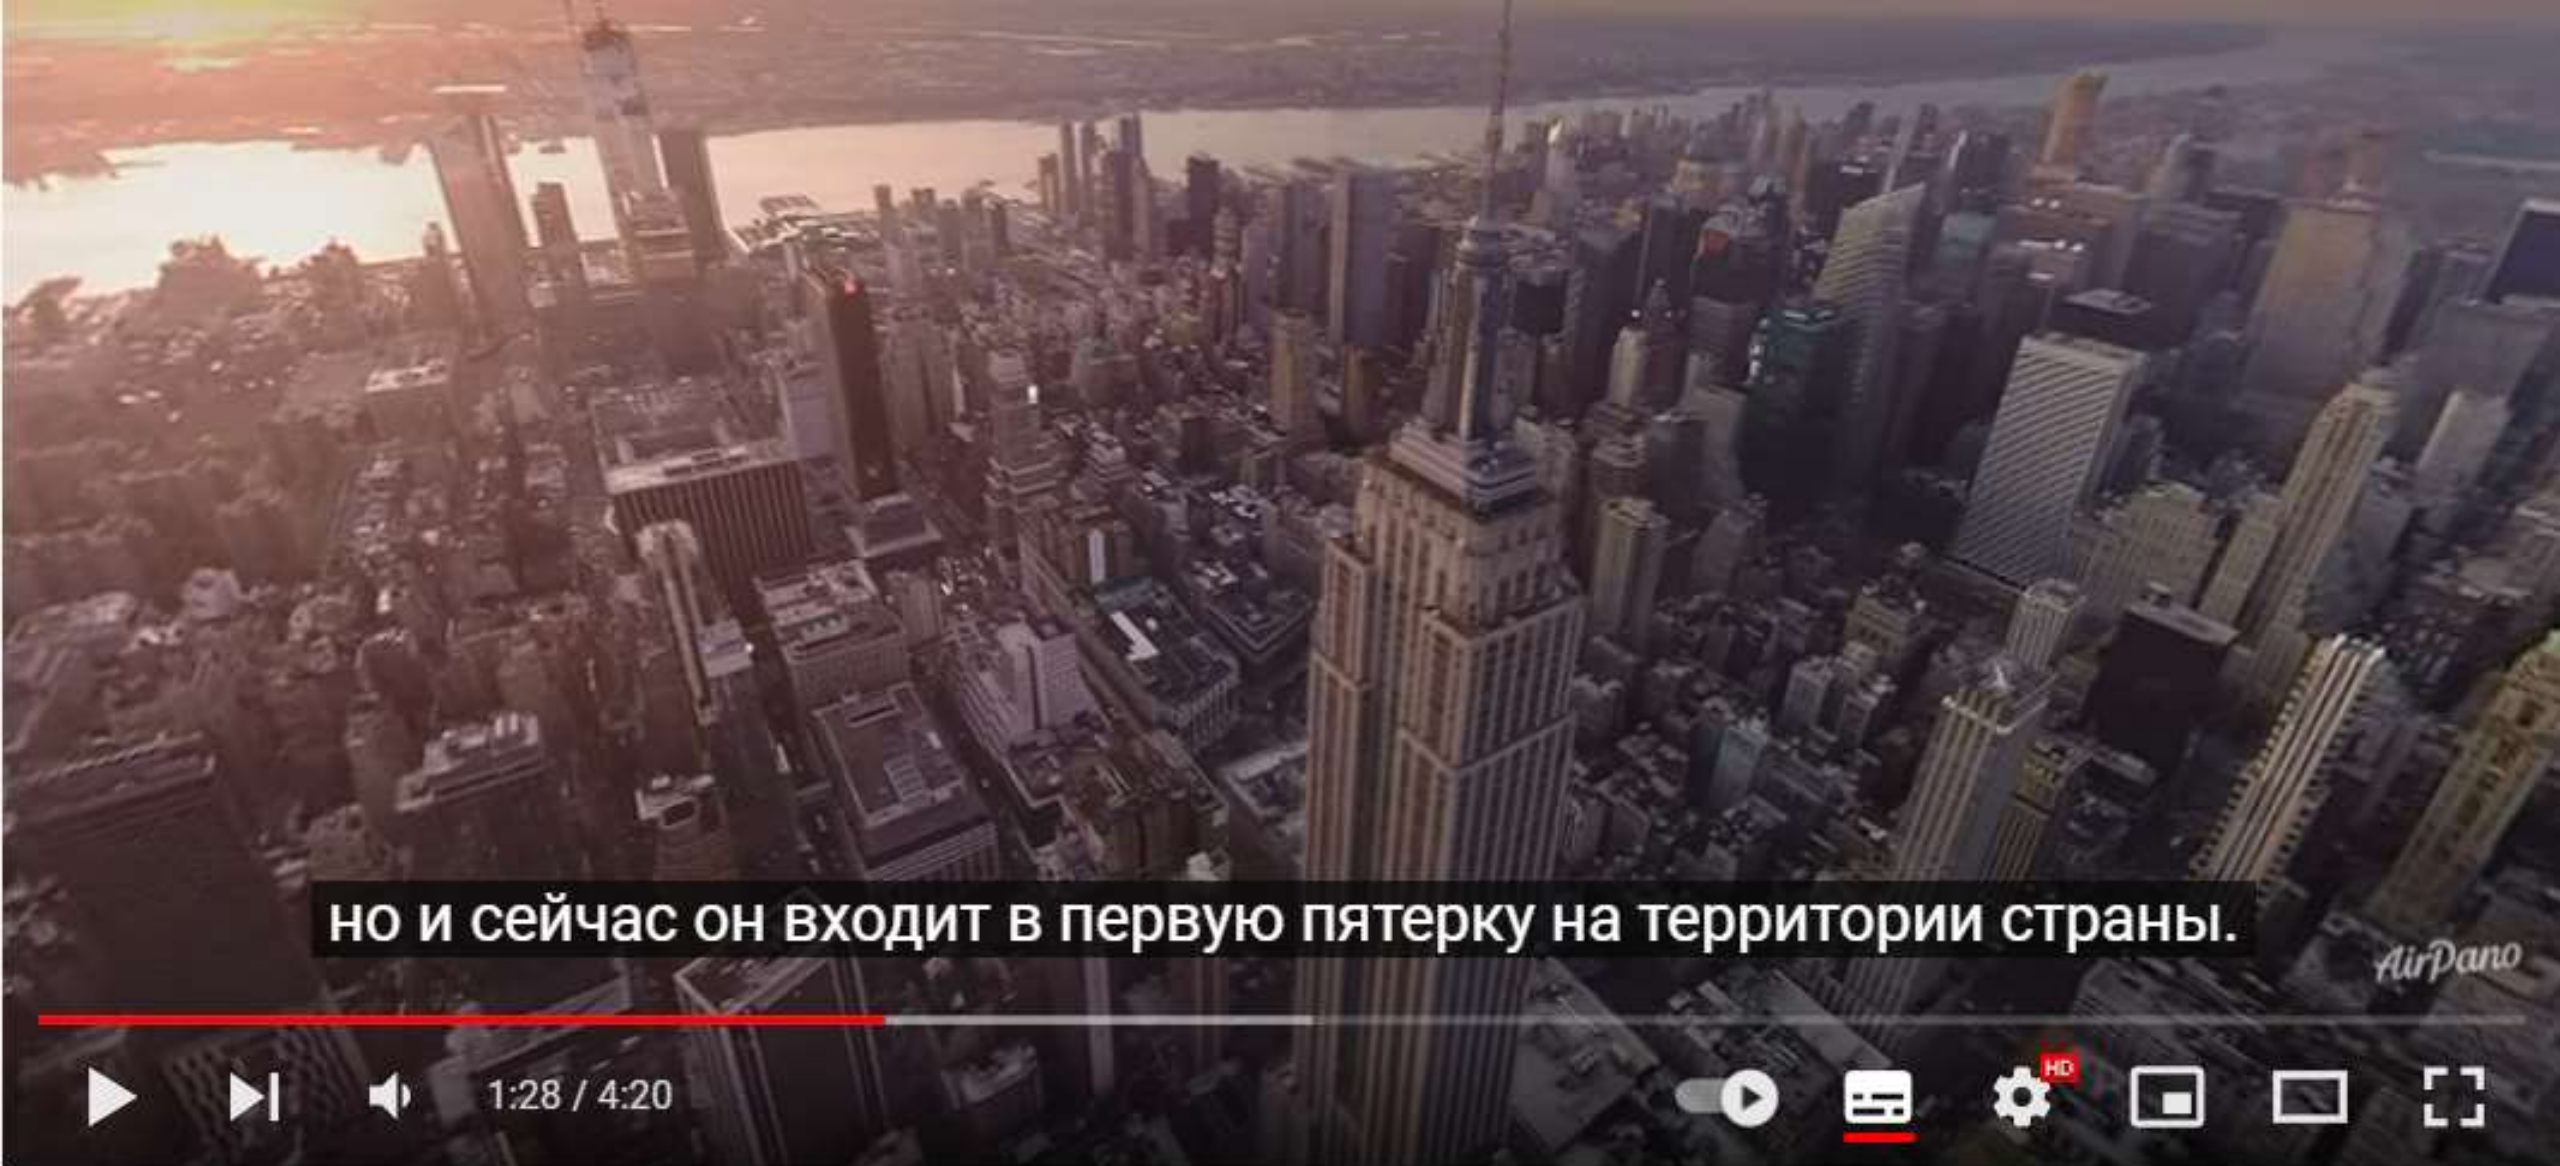 но и сейчас он входит в первую пятерку на территории страны.
AirPano
1:28 / 4:20
HD